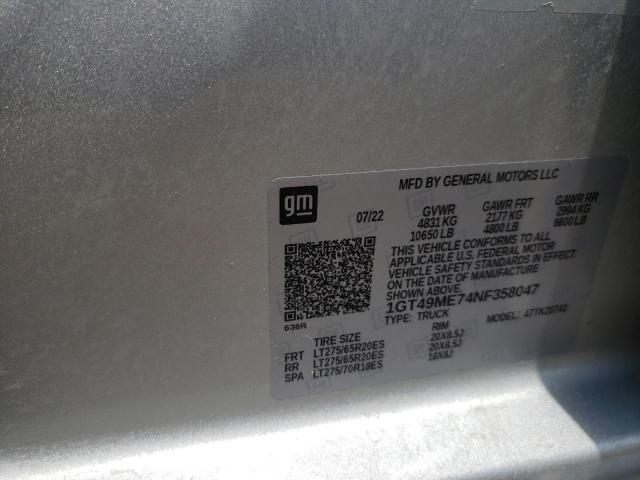 MFD BY GENERAL MOTORS LLC
gm
07/22
GVWR GAWR FRT GAWR RR
4831 KG 2177 KG 2994 KG
10650 LB 4800 LB 6600 LB
THIS VEHICLE CONFORMS TO ALL
APPLICABLE U.S. FEDERAL MOTOR
VEHICLE SAFETY STANDARDS IN EFFECT
ON THE DATE OF MANUFACTURE
SHOWN ABOVE.
1GT49ME74NF358047
TYPE: TRUCK MODEL: 47TK20743
636R
TIRE SIZE RIM
FRT LT275/65R20ES 20X8.5J
RR LT275/65R20ES 20X8.5J
SPA LT275/70R18ES 18X8J